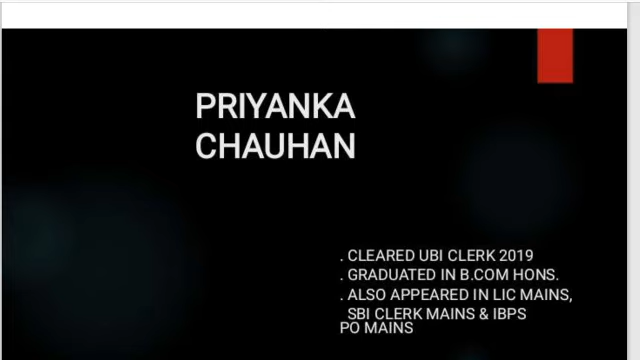 PRIYANKA
CHAUHAN
. CLEARED UBI CLERK 2019
. GRADUATED IN B.COM HONS.
. ALSO APPEARED IN LIC MAINS,
SBI CLERK MAINS & IBPS
PO MAINS